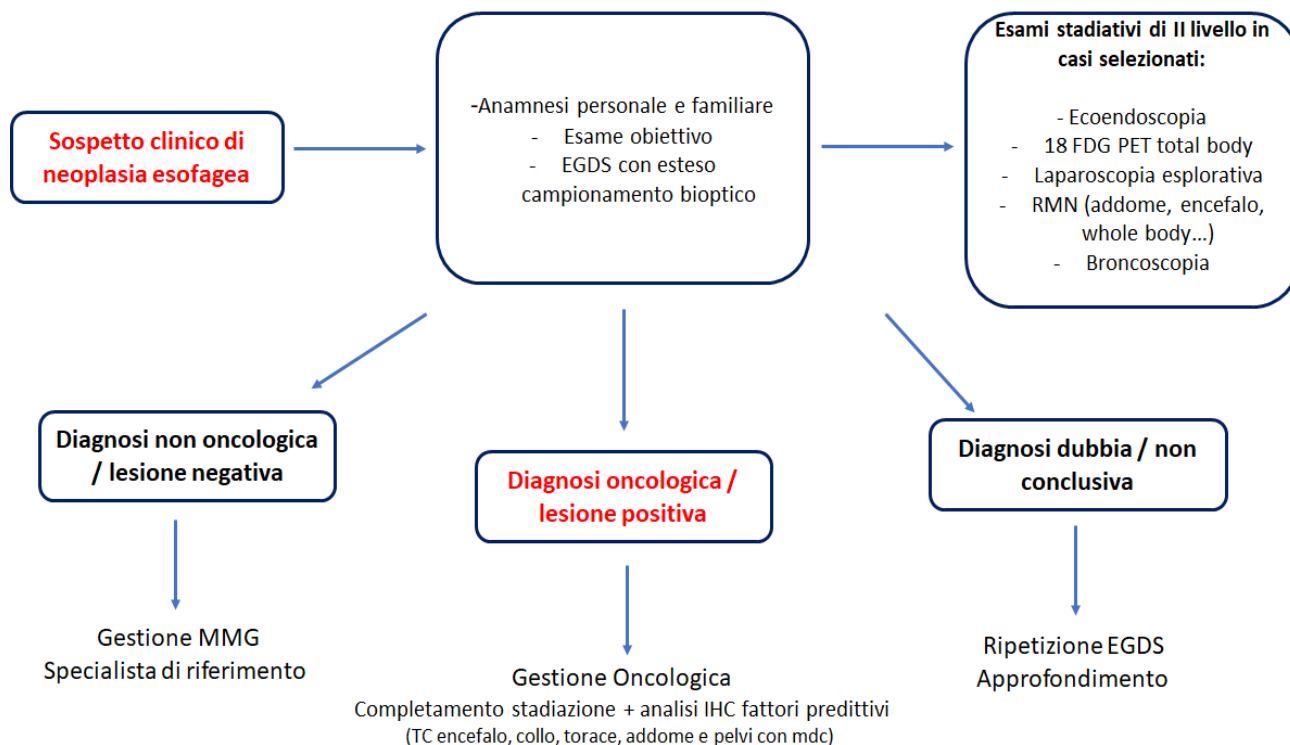 Sospetto clinico di
neoplasia esofagea
-Anamnesi personale e familiare
- Esame obiettivo
- EGDS con esteso
campionamento bioptico
Esami stadiativi di II livello in
casi selezionati:
- Ecoendoscopia
- 18 FDG PET total body
- Laparoscopia esplorativa
- RMN (addome, encefalo,
whole body...)
- Broncoscopia
Diagnosi non oncologica
/ lesione negativa
Diagnosi oncologica /
lesione positiva
Diagnosi dubbia / non
conclusiva
Gestione MMG
Specialista di riferimento
Gestione Oncologica
Completamento stadiazione + analisi IHC fattori predittivi
(TC encefalo, collo, torace, addome e pelvi con mdc)
Ripetizione EGDS
Approfondimento